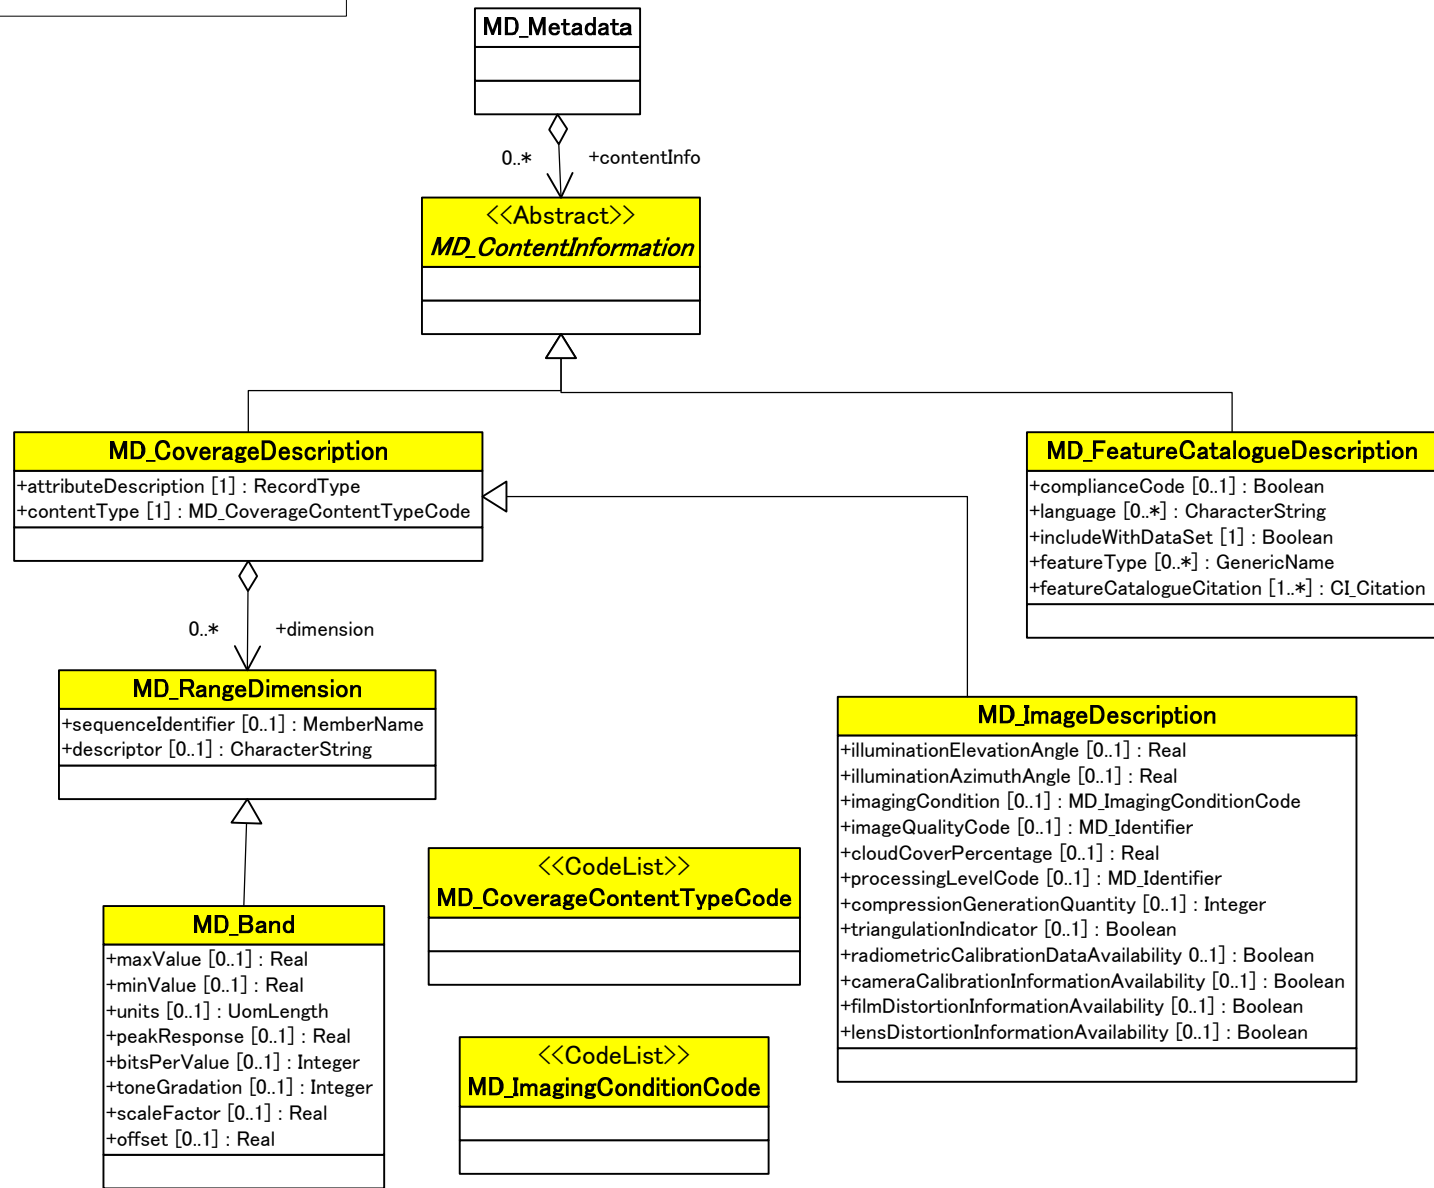 MD_Metadata
0..*
+contentInfo
<<Abstract>>
MD_ContentInformation
MD_CoverageDescription
+attributeDescription [1] : RecordType
+contentType [1] : MD_CoverageContentTypeCode
MD_FeatureCatalogueDescription
+complianceCode [0..1] : Boolean
+language [0..*] : CharacterString
+includeWithDataSet [1] : Boolean
+featureType [0..*] : GenericName
+featureCatalogueCitation [1..*] : CI_Citation
0..*
+dimension
MD_RangeDimension
+sequenceIdentifier [0..1] : MemberName
+descriptor [0..1] : CharacterString
MD_ImageDescription
+illuminationElevationAngle [0..1] : Real
+illuminationAzimuthAngle [0..1] : Real
+imagingCondition [0..1] : MD_ImagingConditionCode
+imageQualityCode [0..1] : MD_Identifier
+cloudCoverPercentage [0..1] : Real
+processingLevelCode [0..1] : MD_Identifier
+compressionGenerationQuantity [0..1] : Integer
+triangulationIndicator [0..1] : Boolean
+radiometricCalibrationDataAvailability 0..1] : Boolean
+cameraCalibrationInformationAvailability [0..1] : Boolean
+filmDistortionInformationAvailability [0..1] : Boolean
+lensDistortionInformationAvailability [0..1] : Boolean
<<CodeList>>
MD_CoverageContentTypeCode
MD_Band
+maxValue [0..1] : Real
+minValue [0..1] : Real
+units [0..1] : UomLength
+peakResponse [0..1] : Real
+bitsPerValue [0..1] : Integer
+toneGradation [0..1] : Integer
+scaleFactor [0..1] : Real
+offset [0..1] : Real
<<CodeList>>
MD_ImagingConditionCode